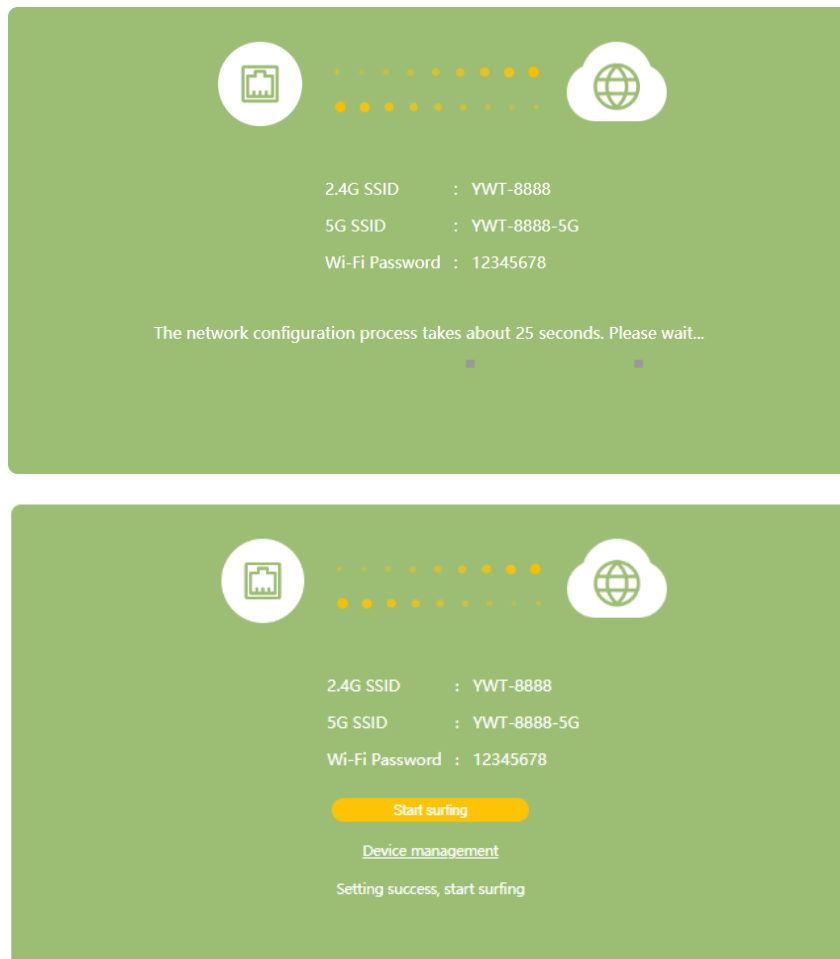 2.4G SSID : YWT-8888
5G SSID : YWT-8888-5G
Wi-Fi Password : 12345678
The network configuration process takes about 25 seconds. Please wait...
2.4G SSID : YWT-8888
5G SSID : YWT-8888-5G
Wi-Fi Password : 12345678
Start surfing
Device management
Setting success, start surfing